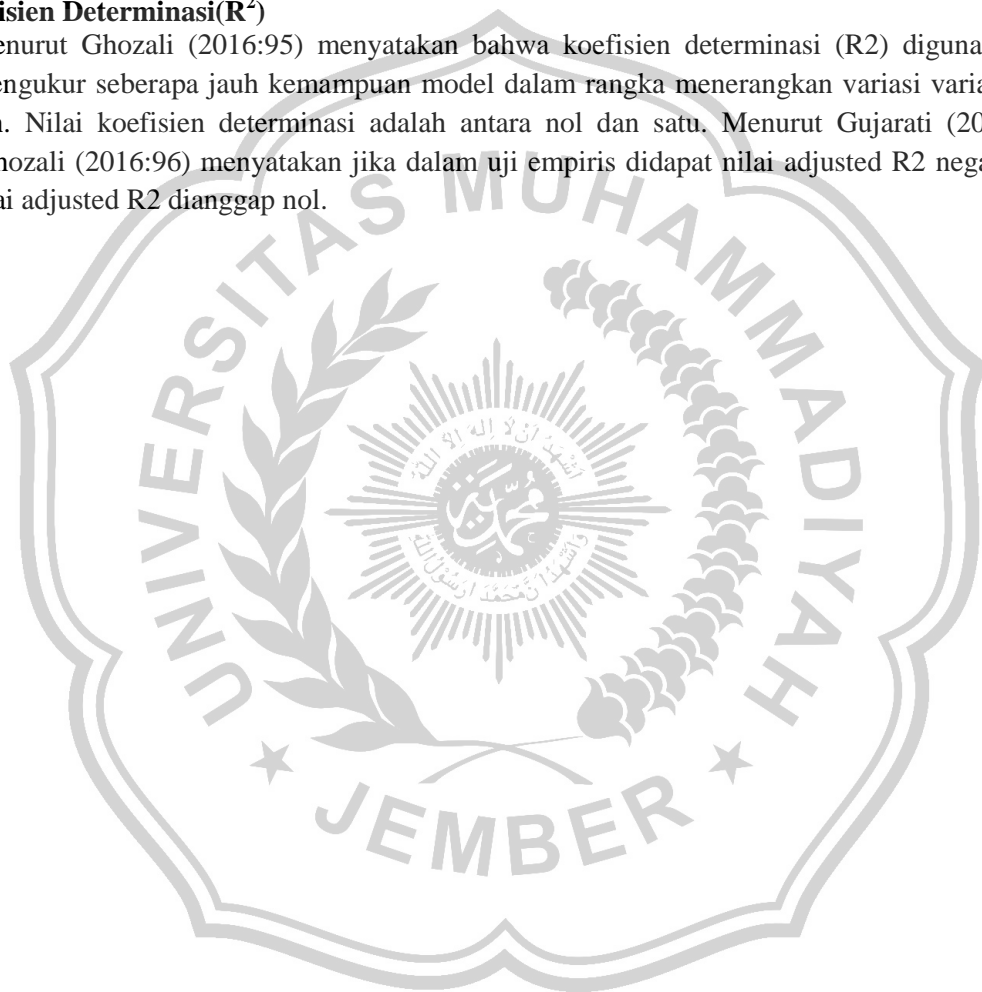 isien Determinasi(R²)
enurut Ghozali (2016:95) menyatakan bahwa koefisien determinasi (R2) diguna
engukur seberapa jauh kemampuan model dalam rangka menerangkan variasi varia
n. Nilai koefisien determinasi adalah antara nol dan satu. Menurut Gujarati (20
hozali (2016:96) menyatakan jika dalam uji empiris didapat nilai adjusted R2 nega
ai adjusted R2 dianggap nol.
UNIVERSITAS MUHAMMADIYAH
JEMBER